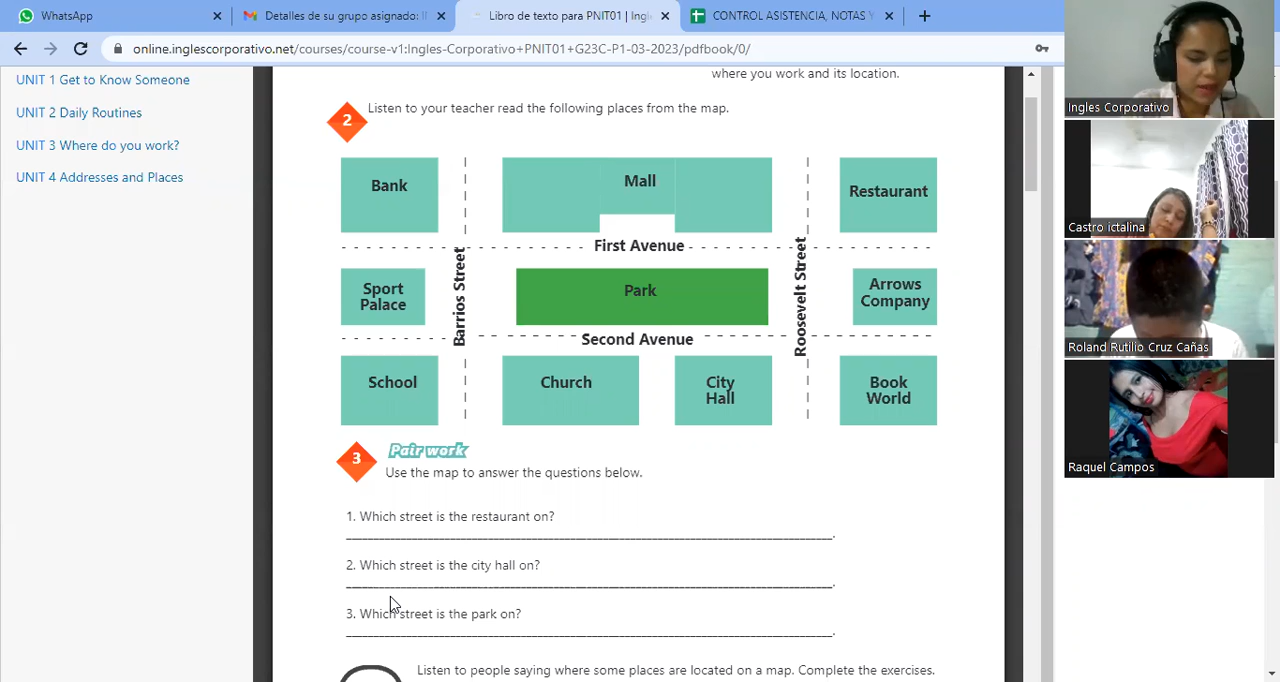 WhatsApp
Detalles de su grupo asignado: I
Libro de texto para PNIT01 | Ingl
CONTROL ASISTENCIA, NOTAS Y
online.inglescorporativo.net/courses/course-v1:Ingles-Corporativo+PNIT01+G23C-P1-03-2023/pdfbook/0/
UNIT 1 Get to Know Someone
UNIT 2 Daily Routines
UNIT 3 Where do you work?
UNIT 4 Addresses and Places
where you work and its location.
2
Listen to your teacher read the following places from the map.
Bank
Mall
Restaurant
First Avenue
Barrios Street
Roosevelt Street
Sport
Palace
Park
Arrows
Company
Second Avenue
School
Church
City
Hall
Book
World
3
Pair work
Use the map to answer the questions below.
1. Which street is the restaurant on?
2. Which street is the city hall on?
3. Which street is the park on?
Listen to people saying where some places are located on a map. Complete the exercises.
Ingles Corporativo
Castro ictalina
Roland Rutilio Cruz Cañas
Raquel Campos